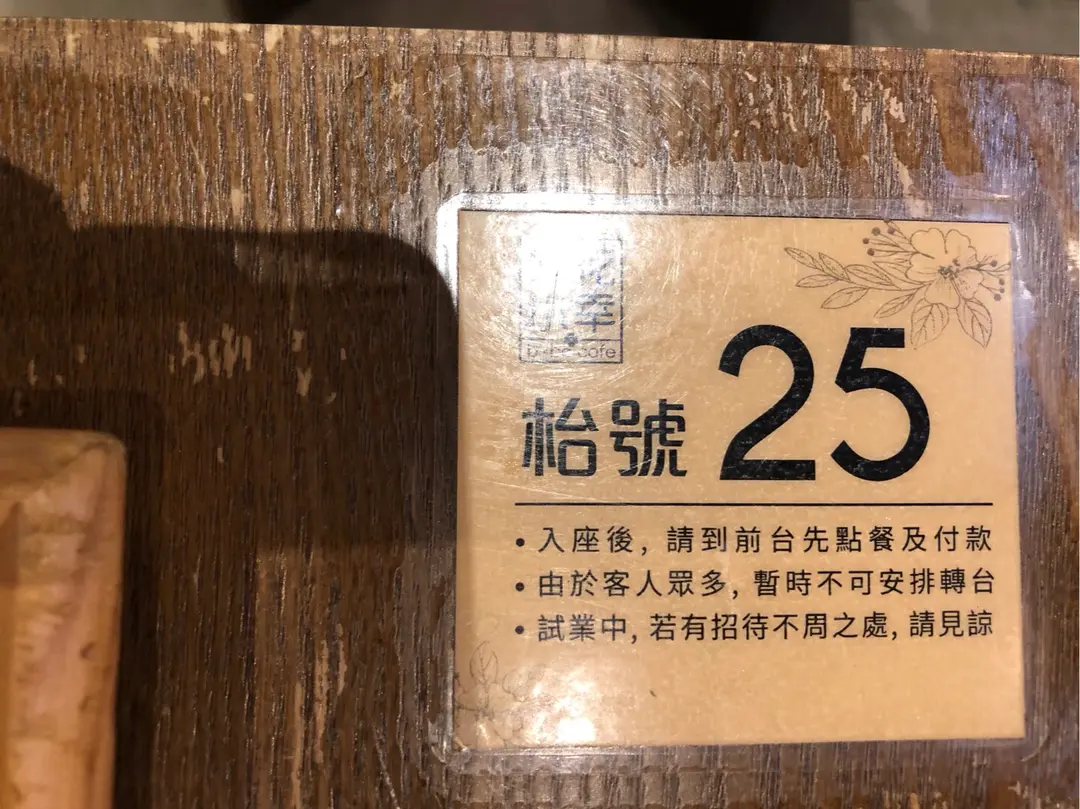 幸
cafe
枱號 25
• 入座後, 請到前台先點餐及付款
• 由於客人眾多, 暫時不可安排轉台
• 試業中, 若有招待不周之處, 請見諒